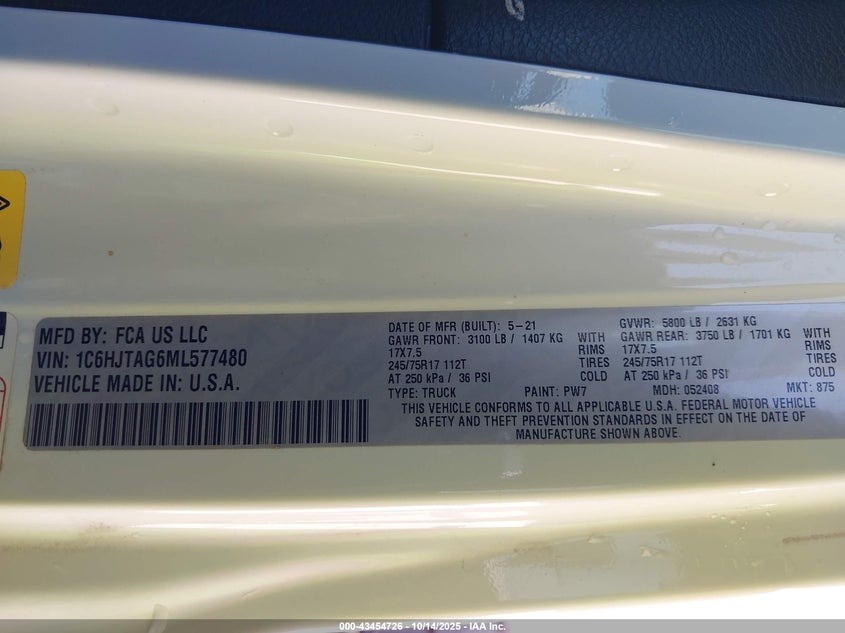 MFD BY: FCA US LLC
VIN: 1C6HJTAG6ML577480
VEHICLE MADE IN: U.S.A.
DATE OF MFR (BUILT): 5-21
GAWR FRONT: 3100 LB / 1407 KG WITH
17X7.5 RIMS
245/75R17 112T TIRES
AT 250 kPa / 36 PSI COLD
GVWR: 5800 LB / 2631 KG
GAWR REAR: 3750 LB / 1701 KG WITH
17X7.5 RIMS
245/75R17 112T TIRES
AT 250 kPa / 36 PSI COLD
TYPE: TRUCK PAINT: PW7 MDH: 052408 MKT: 875
THIS VEHICLE CONFORMS TO ALL APPLICABLE U.S.A. FEDERAL MOTOR VEHICLE
SAFETY AND THEFT PREVENTION STANDARDS IN EFFECT ON THE DATE OF
MANUFACTURE SHOWN ABOVE.
000-43454726 - 10/14/2025 - IAA Inc.